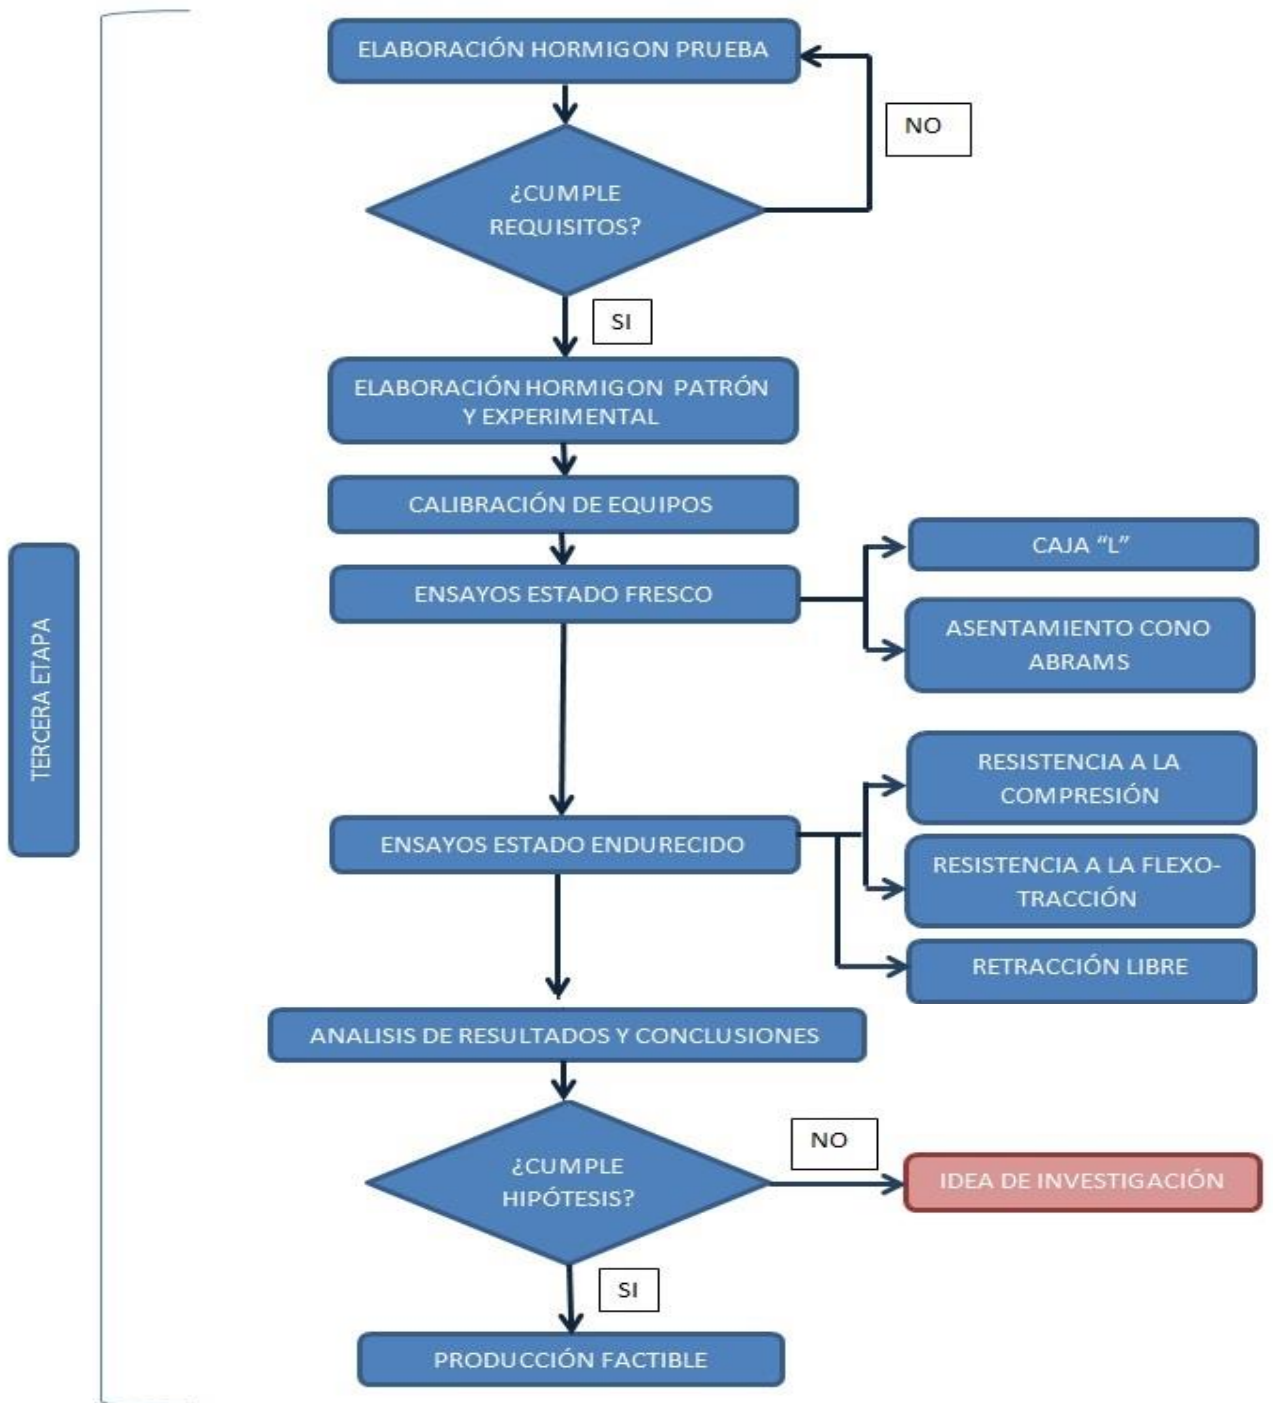 TERCERA ETAPA
ELABORACIÓN HORMIGON PRUEBA
NO
¿CUMPLE
REQUISITOS?
SI
ELABORACIÓN HORMIGON PATRÓN
Y EXPERIMENTAL
CALIBRACIÓN DE EQUIPOS
ENSAYOS ESTADO FRESCO
CAJA “L”
ASENTAMIENTO CONO
ABRAMS
ENSAYOS ESTADO ENDURECIDO
RESISTENCIA A LA
COMPRESIÓN
RESISTENCIA A LA FLEXO-
TRACCIÓN
RETRACCIÓN LIBRE
ANALISIS DE RESULTADOS Y CONCLUSIONES
¿CUMPLE
HIPÓTESIS?
NO
IDEA DE INVESTIGACIÓN
SI
PRODUCCIÓN FACTIBLE